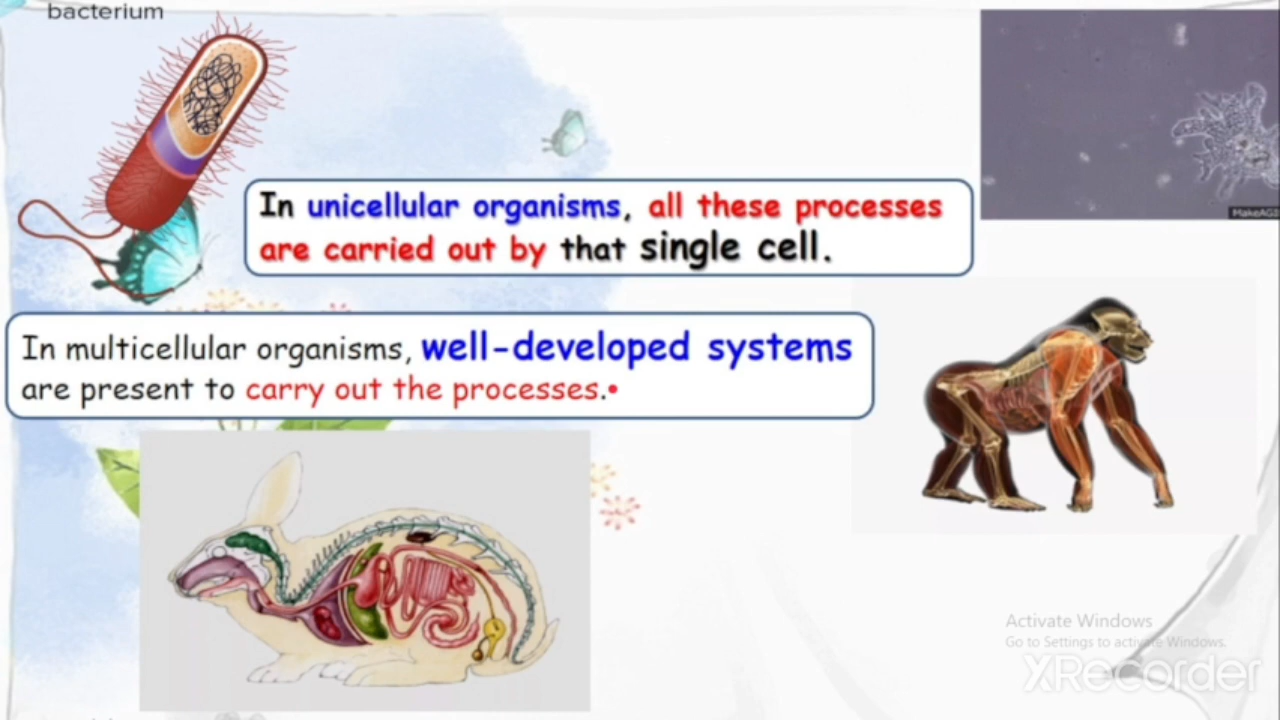 bacterium
In unicellular organisms, all these processes
are carried out by that single cell.
MakeAGI
In multicellular organisms, well-developed systems
are present to carry out the processes.•
Activate Windows
Go to Settings to activate Windows.
XRecorder